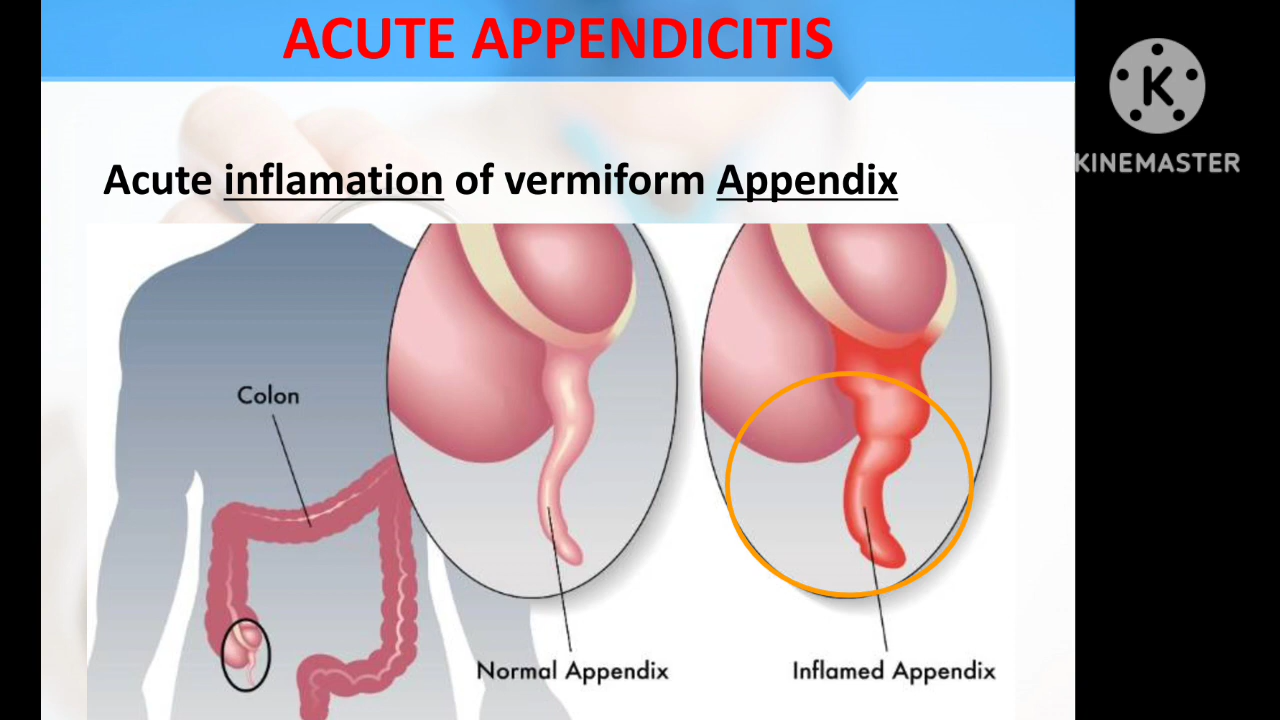 ACUTE APPENDICITIS
K
KINEMASTER
Acute inflamation of vermiform Appendix
Colon
Normal Appendix
Inflamed Appendix